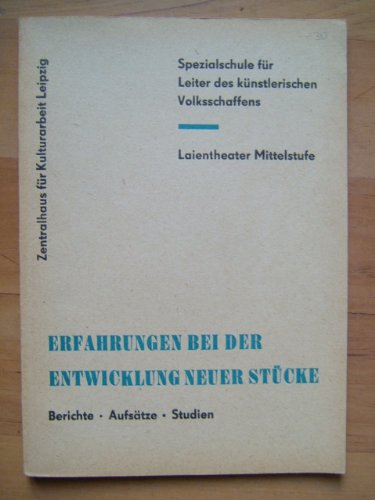 Zentralhaus für Kulturarbeit Leipzig
Spezialschule für
Leiter des künstlerischen
Volksschaffens
Laientheater Mittelstufe
ERFAHRUNGEN BEI DER
ENTWICKLUNG NEUER STÜCKE
Berichte · Aufsätze · Studien